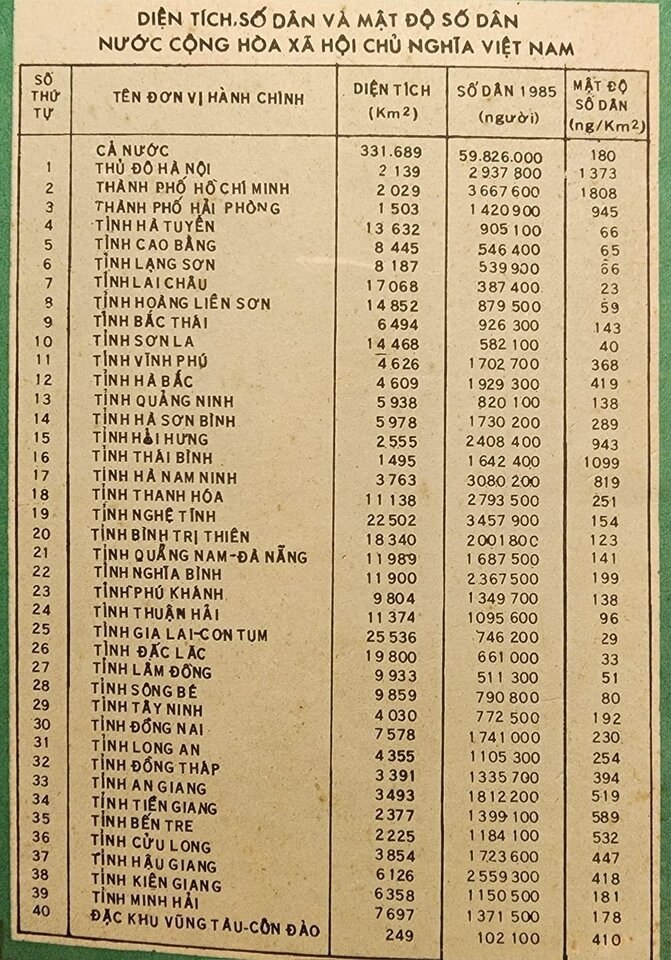 DIỆN TÍCH, SỐ DÂN VÀ MẬT ĐỘ SỐ DÂN
NƯỚC CỘNG HÒA XÃ HỘI CHỦ NGHĨA VIỆT NAM
SỐ THỨ TỰ TÊN ĐƠN VỊ HÀNH CHÍNH DIỆN TÍCH (Km2) SỐ DÂN 1985 (người) MẬT ĐỘ SỐ DÂN (ng/Km2)
CẢ NƯỚC 331.689 59.826.000 180
1 THỦ ĐÔ HÀ NỘI 2 139 2 937 800 1 373
2 THÀNH PHỐ HỒ CHÍ MINH 2 029 3 667 600 1808
3 THÀNH PHỐ HẢI PHÒNG 1 503 1 420 900 945
4 TỈNH HÀ TUYÊN 13 632 905 100 66
5 TỈNH CAO BẰNG 8 445 546 400 65
6 TỈNH LẠNG SƠN 8 187 539 900 66
7 TỈNH LAI CHÂU 17 068 387 400 23
8 TỈNH HOÀNG LIÊN SƠN 14 852 879 500 59
9 TỈNH BẮC THÁI 6 494 926 300 143
10 TỈNH SƠN LA 14 468 582 100 40
11 TỈNH VĨNH PHÚ 4 626 1 702 700 368
12 TỈNH HÀ BẮC 4 609 1 929 300 419
13 TỈNH QUẢNG NINH 5 938 820 100 138
14 TỈNH HÀ SƠN BÌNH 5 978 1 730 200 289
15 TỈNH HẢI HƯNG 2 555 2 408 400 943
16 TỈNH THÁI BÌNH 1 495 1 642 400 1099
17 TỈNH HÀ NAM NINH 3 763 3 080 200 819
18 TỈNH THANH HÓA 11 138 2 793 500 251
19 TỈNH NGHỆ TĨNH 22 502 3 457 900 154
20 TỈNH BÌNH TRỊ THIÊN 18 340 2 001 800 123
21 TỈNH QUẢNG NAM-ĐÀ NẴNG 11 989 1 687 500 141
22 TỈNH NGHĨA BÌNH 11 900 2 367 500 199
23 TỈNH PHÚ KHÁNH 9 804 1 349 700 138
24 TỈNH THUẬN HẢI 11 374 1 095 600 96
25 TỈNH GIA LAI-CON TUM 25 536 746 200 29
26 TỈNH ĐẮC LẮC 19 800 661 000 33
27 TỈNH LÂM ĐỒNG 9 933 511 300 51
28 TỈNH SÔNG BÉ 9 859 790 800 80
29 TỈNH TÂY NINH 4 030 772 500 192
30 TỈNH ĐỒNG NAI 7 578 1 741 000 230
31 TỈNH LONG AN 4 355 1 105 300 254
32 TỈNH ĐỒNG THÁP 3 391 1 335 700 394
33 TỈNH AN GIANG 3 493 1 812 200 519
34 TỈNH TIỀN GIANG 2 377 1 399 100 589
35 TỈNH BẾN TRE 2 225 1 184 100 532
36 TỈNH CỬU LONG 3 854 1 723 600 447
37 TỈNH HẬU GIANG 6 126 2 559 300 418
38 TỈNH KIÊN GIANG 6 358 1 150 500 181
39 TỈNH MINH HẢI 7 697 1 371 500 178
40 ĐẶC KHU VŨNG TÀU-CÔN ĐẢO 249 102 100 410